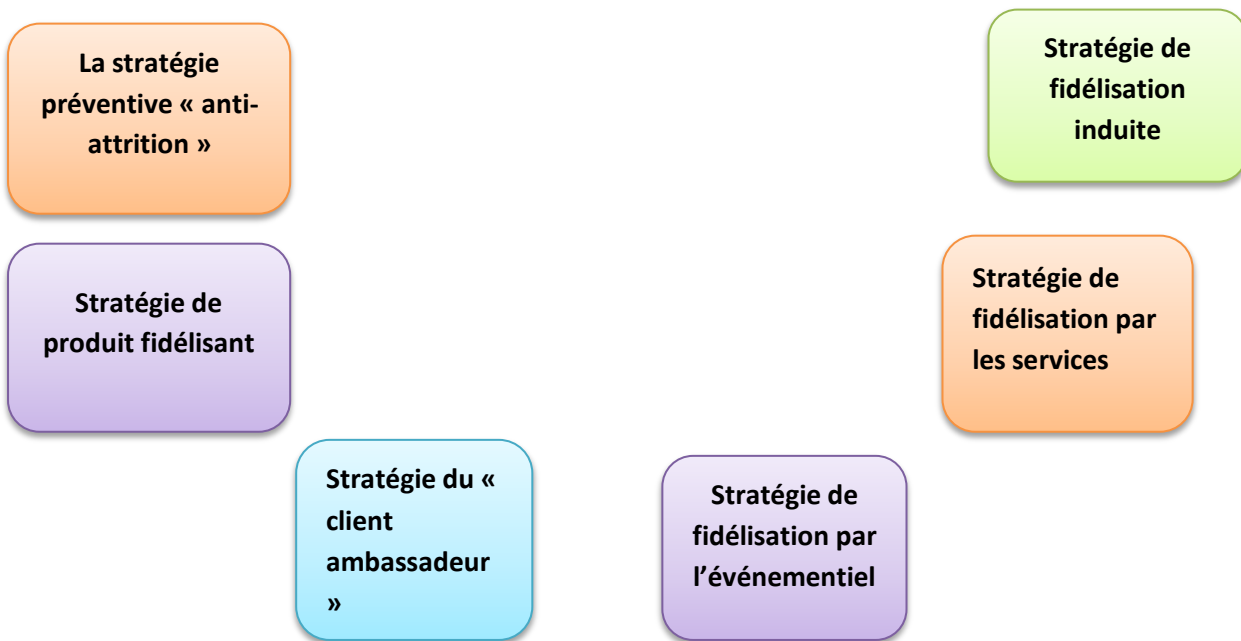 La stratégie
préventive « anti-
attrition »
Stratégie de
fidélisation
induite
Stratégie de
produit fidélisant
Stratégie de
fidélisation par
les services
Stratégie du «
client
ambassadeur
»
Stratégie de
fidélisation par
l’événementiel